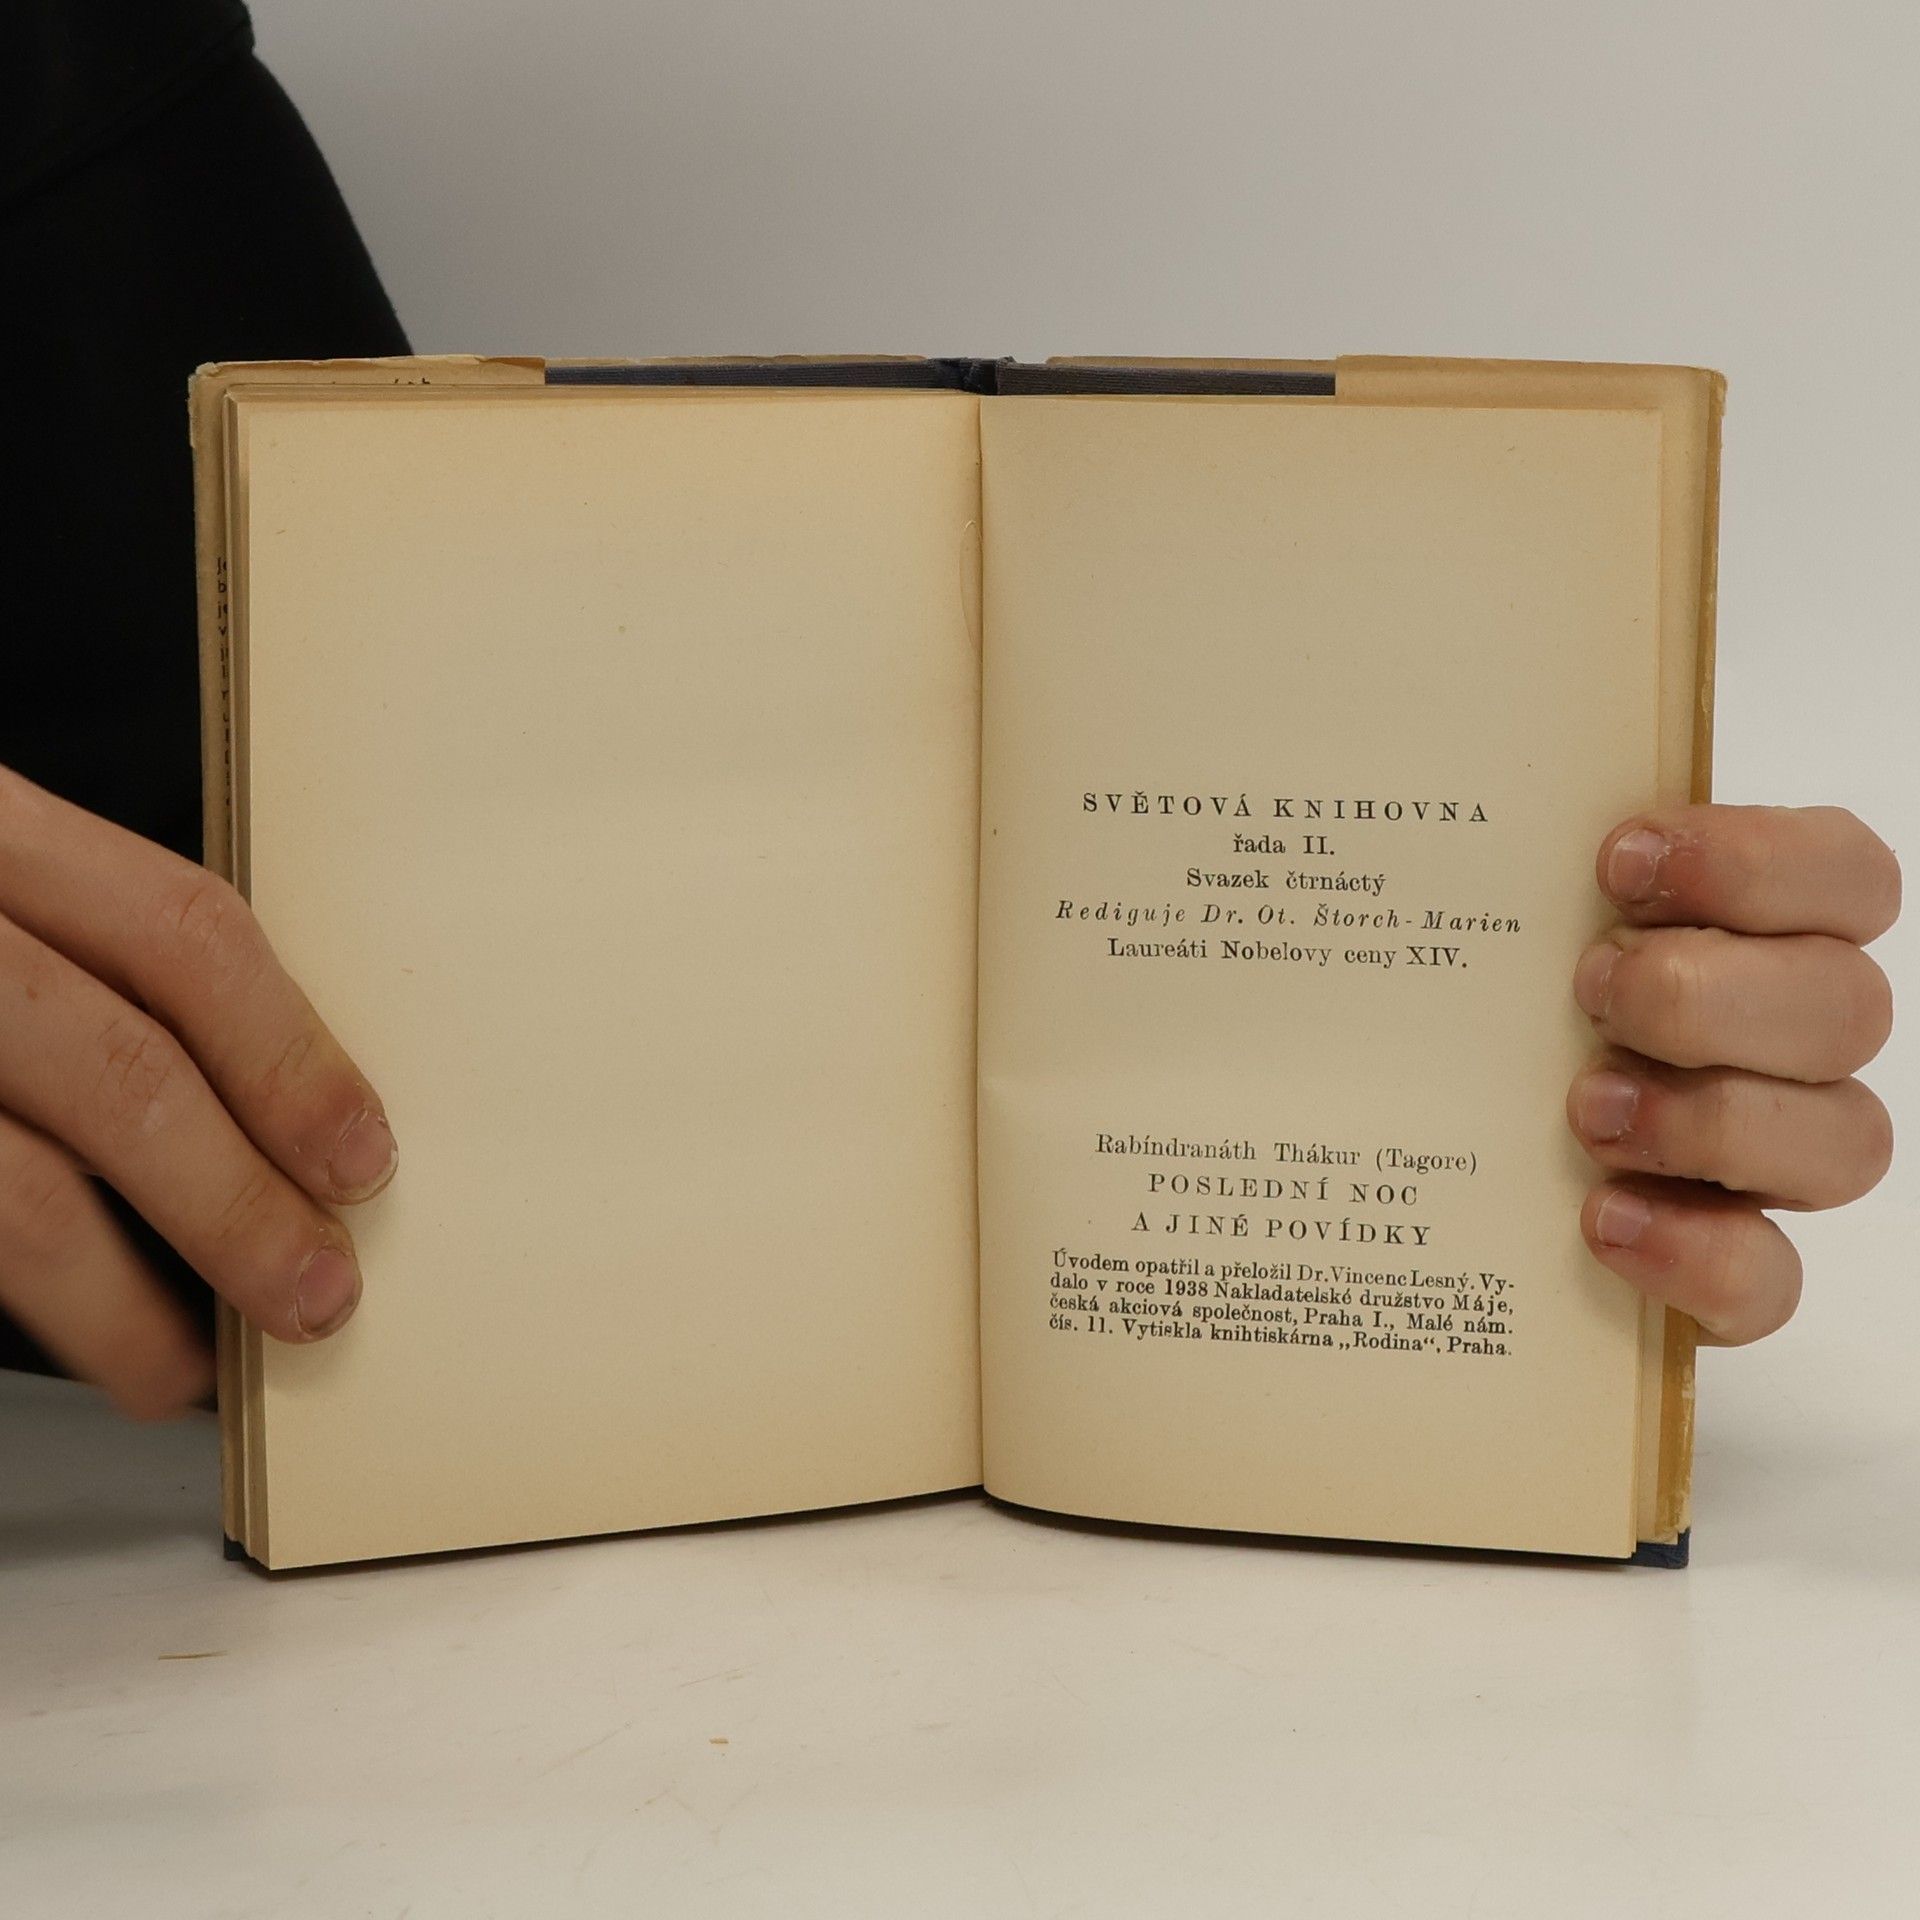 SVĚTOVÁ KNIHOVNA
řada II.
Svazek čtrnáctý
Rediguje Dr. Ot. Štorch-Marien
Laureáti Nobelovy ceny XIV.
Rabíndranáth Thákur (Tagore)
POSLEDNÍ NOC
A JINÉ POVÍDKY
Úvodem opatřil a přeložil Dr. Vincenc Lesný. Vy-
dalo v roce 1938 Nakladatelské družstvo Máje,
česká akciová společnost, Praha I., Malé nám.
čís. 11. Vytiskla knihtiskárna „Rodina“, Praha.